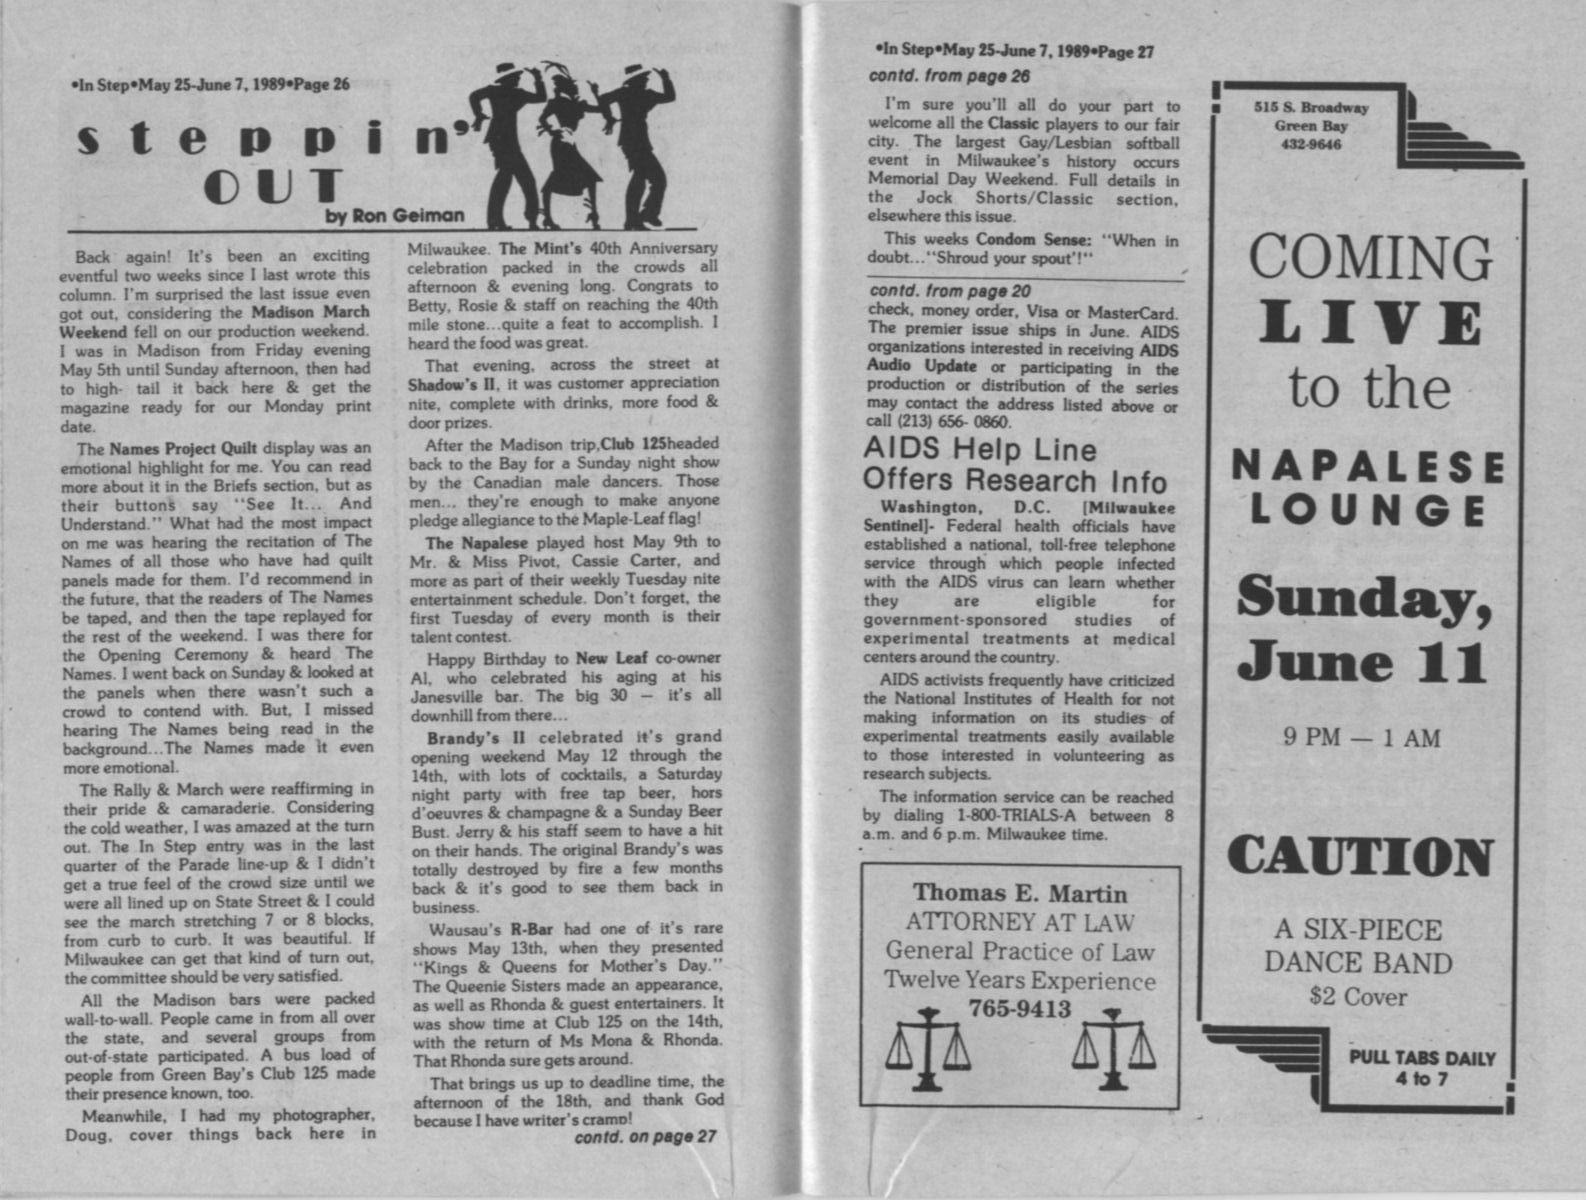 •In Step•May 25-June 7, 1989•Page 26
steppin'
OUT
by Ron Geiman
Back again! It's been an exciting
eventful two weeks since I last wrote this
column. I'm surprised the last issue even
got out, considering the Madison March
Weekend fell on our production weekend.
I was in Madison from Friday evening
May 5th until Sunday afternoon, then had
to high- tail it back here & get the
magazine ready for our Monday print
date.
The Names Project Quilt display was an
emotional highlight for me. You can read
more about it in the Briefs section, but as
their buttons say "See It... And
Understand." What had the most impact
on me was hearing the recitation of The
Names of all those who have had quilt
panels made for them. I'd recommend in
the future, that the readers of The Names
be taped, and then the tape replayed for
the rest of the weekend. I was there for
the Opening Ceremony & heard The
Names. I went back on Sunday & looked at
the panels when there wasn't such a
crowd to contend with. But, I missed
hearing The Names being read in the
background...The Names made it even
more emotional.
The Rally & March were reaffirming in
their pride & camaraderie. Considering
the cold weather, I was amazed at the turn
out. The In Step entry was in the last
quarter of the Parade line-up & I didn't
get a true feel of the crowd size until we
were all lined up on State Street & I could
see the march stretching 7 or 8 blocks,
from curb to curb. It was beautiful. If
Milwaukee can get that kind of turn out,
the committee should be very satisfied.
All the Madison bars were packed
wall-to-wall. People came in from all over
the state, and several groups from
out-of-state participated. A bus load of
people from Green Bay's Club 125 made
their presence known, too.
Meanwhile, I had my photographer,
Doug, cover things back here in
Milwaukee. The Mint's 40th Anniversary
celebration packed in the crowds all
afternoon & evening long. Congrats to
Betty, Rosie & staff on reaching the 40th
mile stone...quite a feat to accomplish. I
heard the food was great.
That evening, across the street at
Shadow's II, it was customer appreciation
nite, complete with drinks, more food &
door prizes.
After the Madison trip,Club 125headed
back to the Bay for a Sunday night show
by the Canadian male dancers. Those
men... they're enough to make anyone
pledge allegiance to the Maple-Leaf flag!
The Napalese played host May 9th to
Mr. & Miss Pivot, Cassie Carter, and
more as part of their weekly Tuesday nite
entertainment schedule. Don't forget, the
first Tuesday of every month is their
talent contest.
Happy Birthday to New Leaf co-owner
Al, who celebrated his aging at his
Janesville bar. The big 30 — it's all
downhill from there...
Brandy's II celebrated it's grand
opening weekend May 12 through the
14th, with lots of cocktails, a Saturday
night party with free tap beer, hors
d'oeuvres & champagne & a Sunday Beer
Bust. Jerry & his staff seem to have a hit
on their hands. The original Brandy's was
totally destroyed by fire a few months
back & it's good to see them back in
business.
Wausau's R-Bar had one of it's rare
shows May 13th, when they presented
"Kings & Queens for Mother's Day."
The Queenie Sisters made an appearance,
as well as Rhonda & guest entertainers. It
was show time at Club 125 on the 14th,
with the return of Ms Mona & Rhonda.
That Rhonda sure gets around.
That brings us up to deadline time, the
afternoon of the 18th, and thank God
because I have writer's cramp!
contd. on page 27
•In Step•May 25-June 7, 1989•Page 27
contd. from page 26
I'm sure you'll all do your part to
welcome all the Classic players to our fair
city. The largest Gay/Lesbian softball
event in Milwaukee's history occurs
Memorial Day Weekend. Full details in
the Jock Shorts/Classic section,
elsewhere this issue.
This weeks Condom Sense: "When in
doubt..."Shroud your spout'!"
contd. from page 20
check, money order, Visa or MasterCard.
The premier issue ships in June. AIDS
organizations interested in receiving AIDS
Audio Update or participating in the
production or distribution of the series
may contact the address listed above or
call (213) 656- 0860.
AIDS Help Line
Offers Research Info
Washington, D.C. [Milwaukee
Sentinel]- Federal health officials have
established a national, toll-free telephone
service through which people infected
with the AIDS virus can learn whether
they are eligible for
government-sponsored studies of
experimental treatments at medical
centers around the country.
AIDS activists frequently have criticized
the National Institutes of Health for not
making information on its studies of
experimental treatments easily available
to those interested in volunteering as
research subjects.
The information service can be reached
by dialing 1-800-TRIALS-A between 8
a.m. and 6 p.m. Milwaukee time.
Thomas E. Martin
ATTORNEY AT LAW
General Practice of Law
Twelve Years Experience
765-9413
515 S. Broadway
Green Bay
432-9646
COMING
LIVE
to the
NAPALESE
LOUNGE
Sunday,
June 11
9 PM — 1 AM
CAUTION
A SIX-PIECE
DANCE BAND
$2 Cover
PULL TABS DAILY
4 to 7